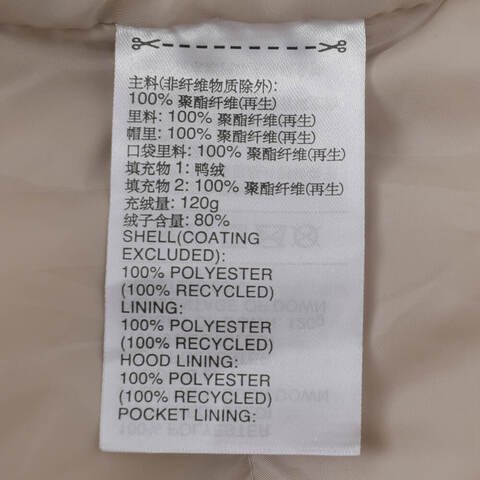 主料(非纤维物质除外):
100% 聚酯纤维(再生)
里料: 100% 聚酯纤维(再生)
帽里: 100% 聚酯纤维(再生)
口袋里料: 100% 聚酯纤维(再生)
填充物 1: 鸭绒
填充物 2: 100% 聚酯纤维(再生)
充绒量: 120g
绒子含量: 80%
SHELL(COATING
EXCLUDED):
100% POLYESTER
(100% RECYCLED)
LINING:
100% POLYESTER
(100% RECYCLED)
HOOD LINING:
100% POLYESTER
(100% RECYCLED)
POCKET LINING: